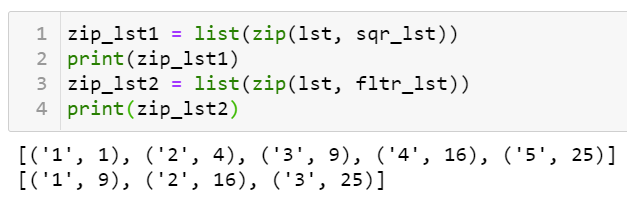 1 zip_lst1 = list(zip(lst, sqr_lst))
2 print(zip_lst1)
3 zip_lst2 = list(zip(lst, fltr_lst))
4 print(zip_lst2)
[('1', 1), ('2', 4), ('3', 9), ('4', 16), ('5', 25)]
[('1', 9), ('2', 16), ('3', 25)]